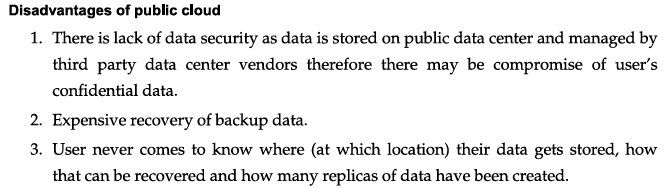 Disadvantages of public cloud
1. There is lack of data security as data is stored on public data center and managed by
third party data center vendors therefore there may be compromise of user's
confidential data.
2. Expensive recovery of backup data.
3. User never comes to know where (at which location) their data gets stored, how
that can be recovered and how many replicas of data have been created.